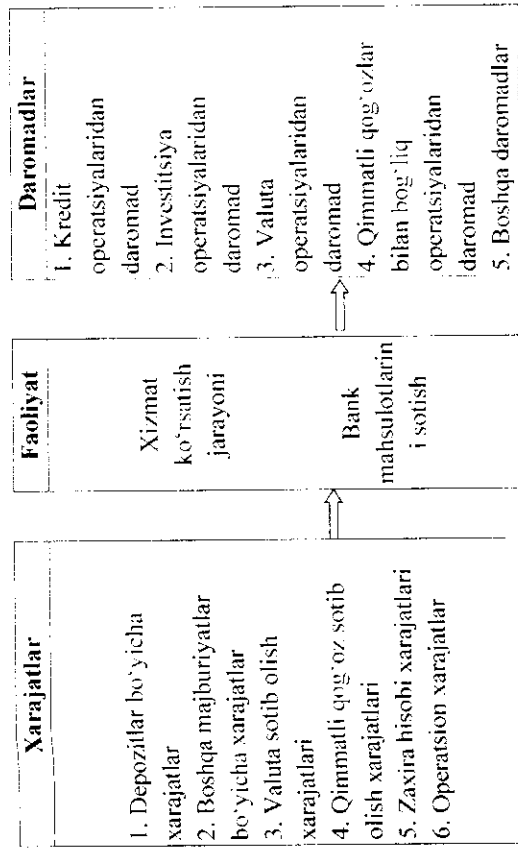 Xarajatlar
1. Depozitlar bo`yicha
xarajatlar
2. Boshqa majburiyatlar
bo`yicha xarajatlar
3. Valuta sotib olish
xarajatlari
4. Qimmatli qog`oz sotib
olish xarajatlari
5. Zaxira hisobi xarajatlari
6. Operatsion xarajatlar
Faoliyat
Xizmat
ko‘rsatish
jarayoni
Bank
mahsulotlarin
i sotish
Daromadlar
1. Kredit
operatsiyalaridan
daromad
2. Investitsiya
operatsiyalaridan
daromad
3. Valuta
operatsiyalaridan
daromad
4. Qimmatli qog`ozlar
bilan bog`liq
operatsiyalaridan
daromad
5. Boshqa daromadlar